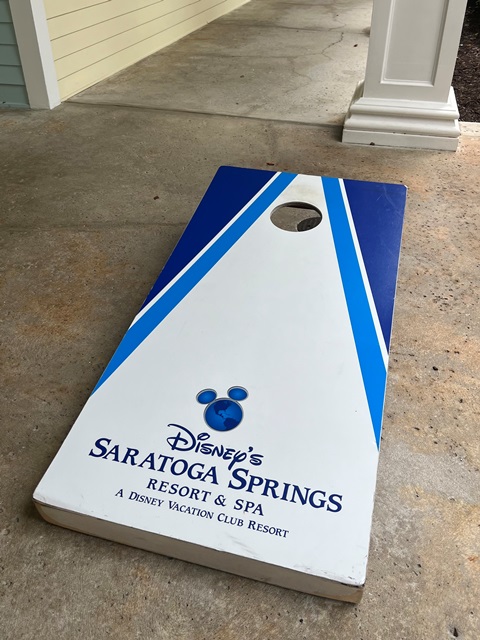 Disney's
Saratoga Springs
Resort & Spa
A Disney Vacation Club Resort